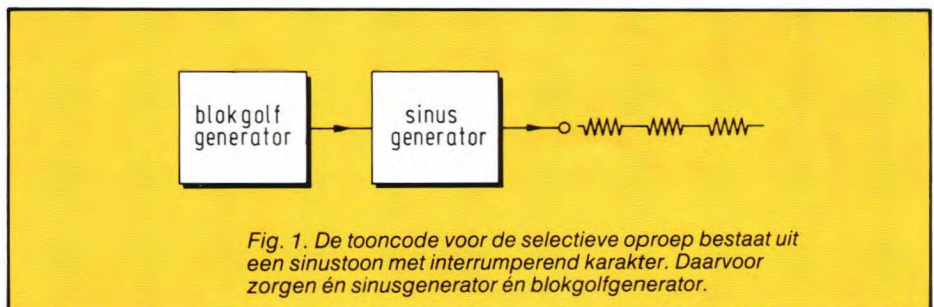 blokgolf
generator
sinus
generator
Fig. 1. De tooncode voor de selectieve oproep bestaat uit
een sinustoon met interrumperend karakter. Daarvoor
zorgen én sinusgenerator én blokgolfgenerator.